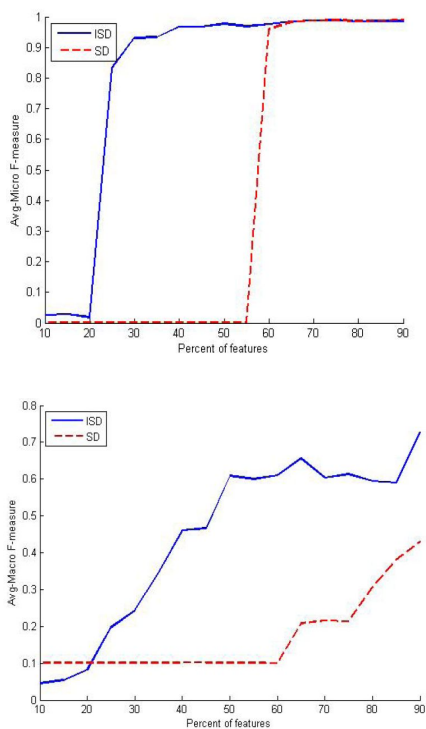 1
0.9
0.8
0.7
0.6
0.5
0.4
0.3
0.2
0.1
0
Avg-Micro F-measure
ISD
SD
10 20 30 40 50 60 70 80 90
Percent of features
0.8
0.7
0.6
0.5
0.4
0.3
0.2
0.1
0
Avg-Macro F-measure
ISD
SD
10 20 30 40 50 60 70 80 90
Percent of features